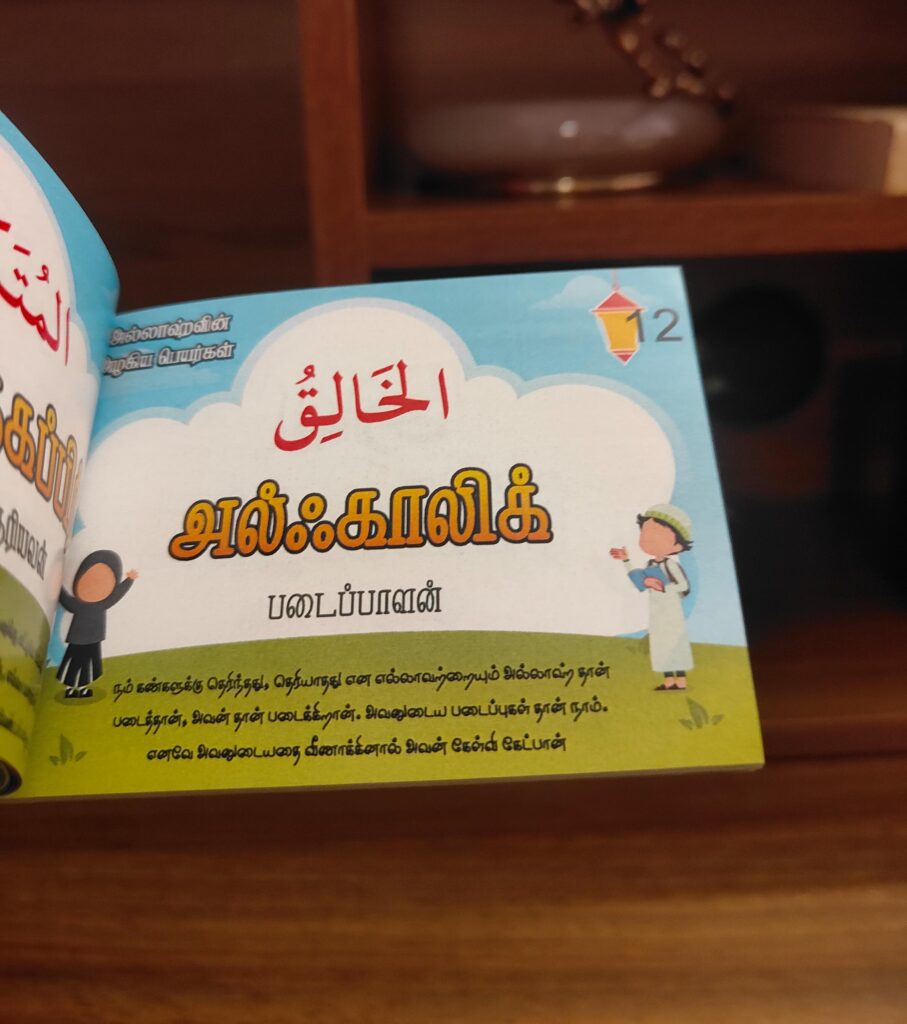 المُتَ
அல்லாஹ்வின்
அழகிய பெயர்கள்
12
الخَالِقُ
அல்ஃகாலிக்
படைப்பாளன்
நம் கண்களுக்கு தெரிந்தது, தெரியாதது என எல்லாவற்றையும் அல்லாஹ் தான்
படைத்தான், அவன் தான் படைக்கிறான். அவனுடைய படைப்புகள் தான் நாம்.
எனவே அவனுடையதை வீணாக்கினால் அவன் கேள்வி கேட்பான்